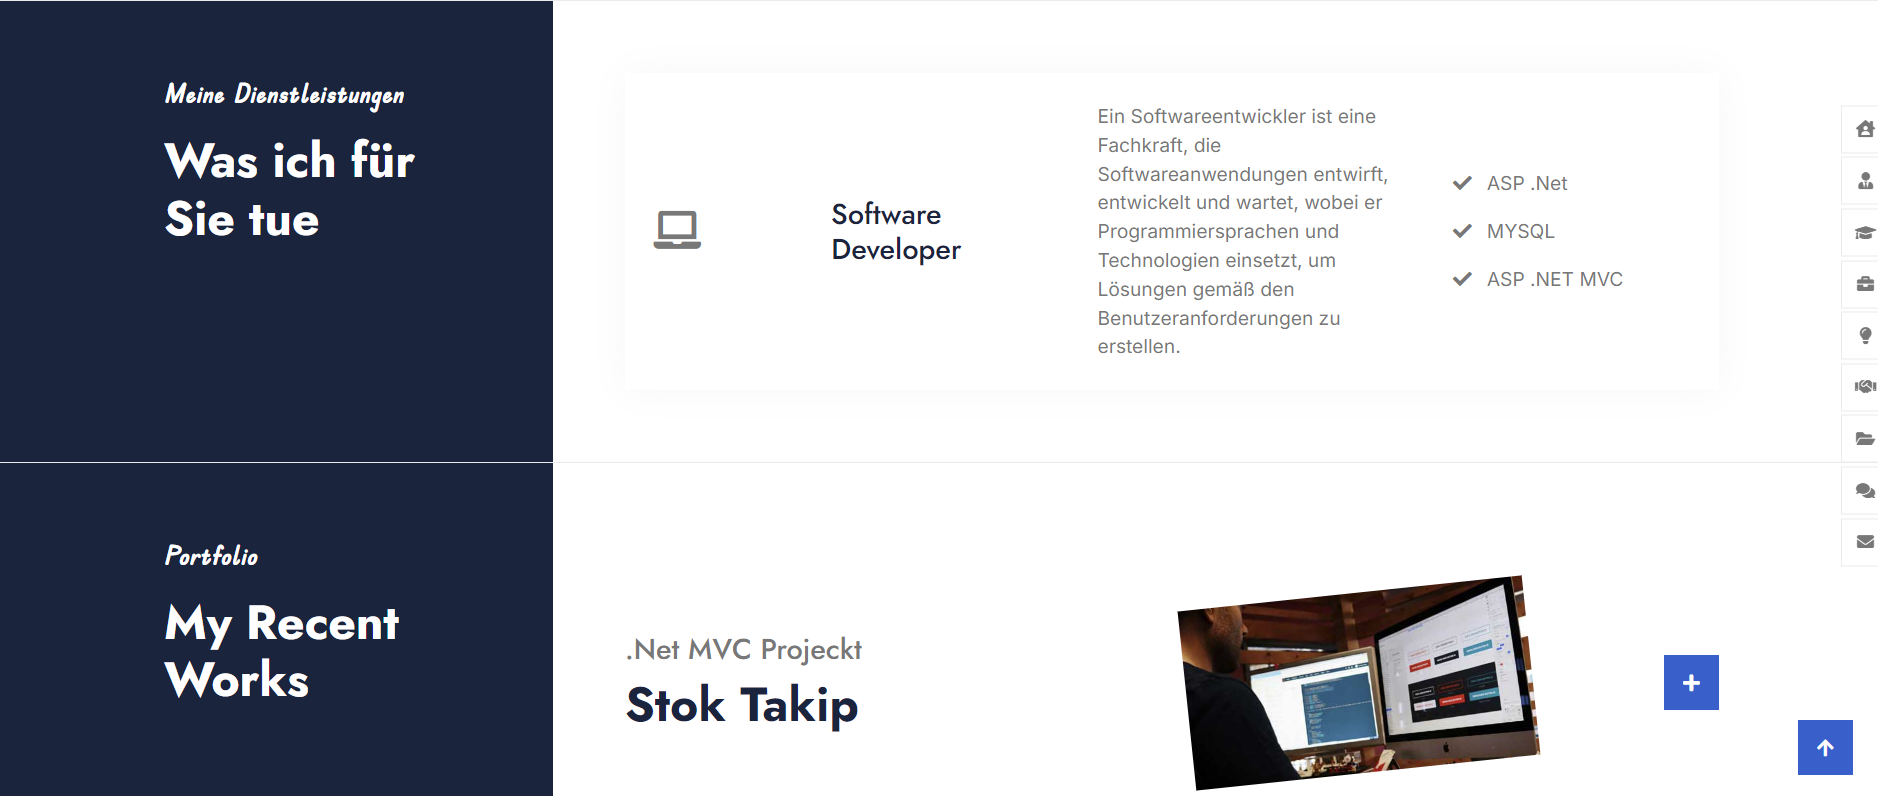 Meine Dienstleistungen
Was ich für
Sie tue
Software
Developer
Ein Softwareentwickler ist eine
Fachkraft, die
Softwareanwendungen entwirft,
entwickelt und wartet, wobei er
Programmiersprachen und
Technologien einsetzt, um
Lösungen gemäß den
Benutzeranforderungen zu
erstellen.
ASP .Net
MYSQL
ASP .NET MVC
Portfolio
My Recent
Works
.Net MVC Projeckt
Stok Takip